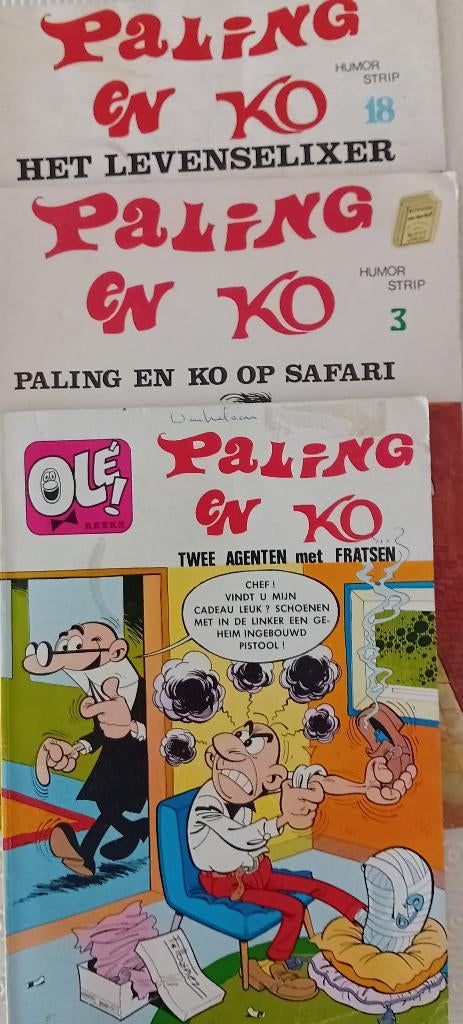 PALING
EN KO
HUMOR
STRIP
18
HET LEVENSELIXER
PALING
EN KO
HUMOR
STRIP
3
PALING EN KO OP SAFARI
OLÉ!
REEKS
PALING
EN KO
TWEE AGENTEN met FRATSEN
CHEF!
VINDT U MIJN
CADEAU LEUK? SCHOENEN
MET IN DE LINKER EEN GE-
HEIM INGEBOUWD
PISTOOL!